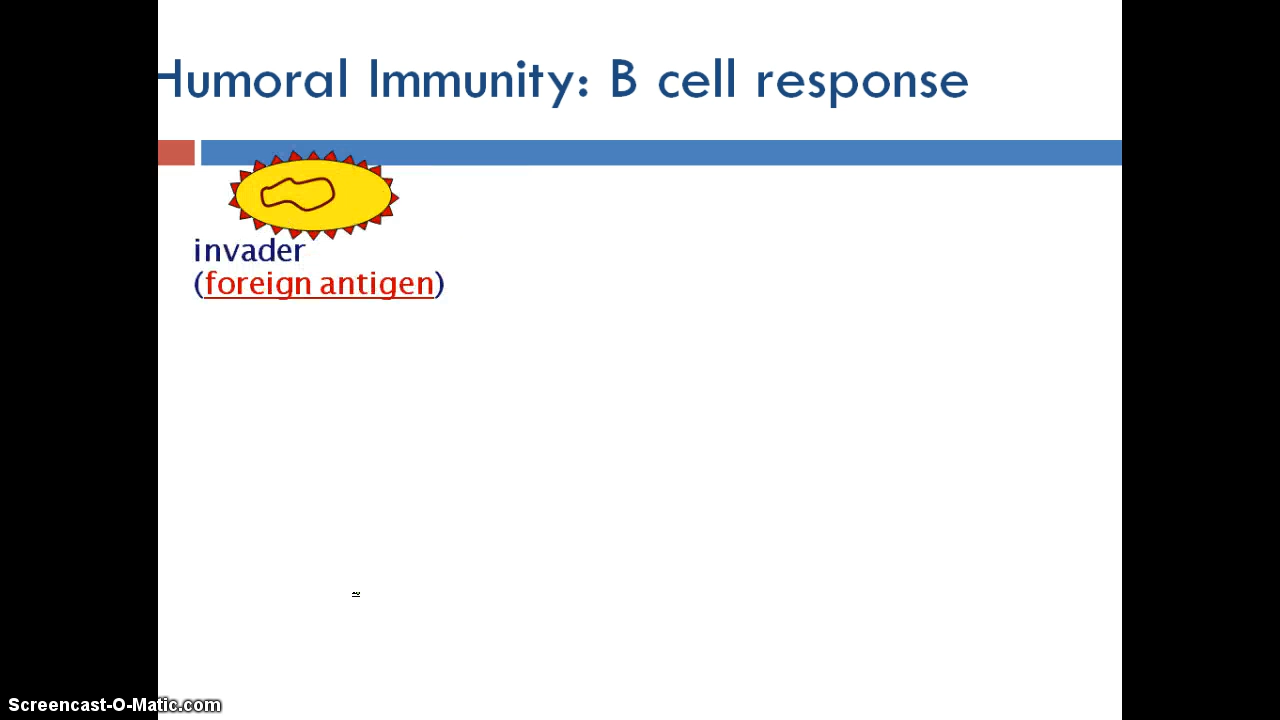 Humoral Immunity: B cell response
invader
(foreign antigen)
Screencast-O-Matic.com